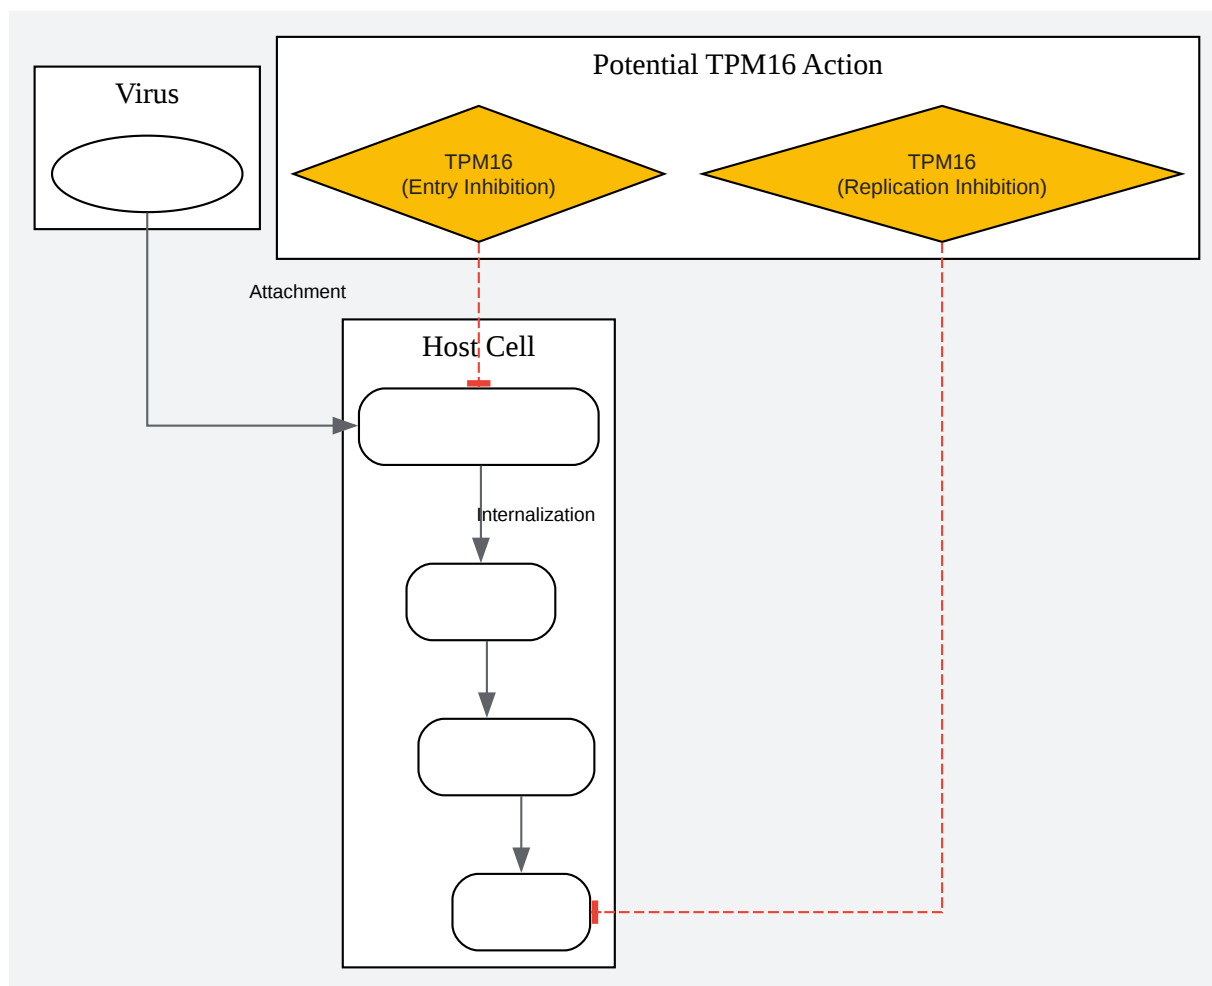 Potential TPM16 Action
Virus
TPM16
(Entry Inhibition)
TPM16
(Replication Inhibition)
Attachment
Host Cell
Internalization